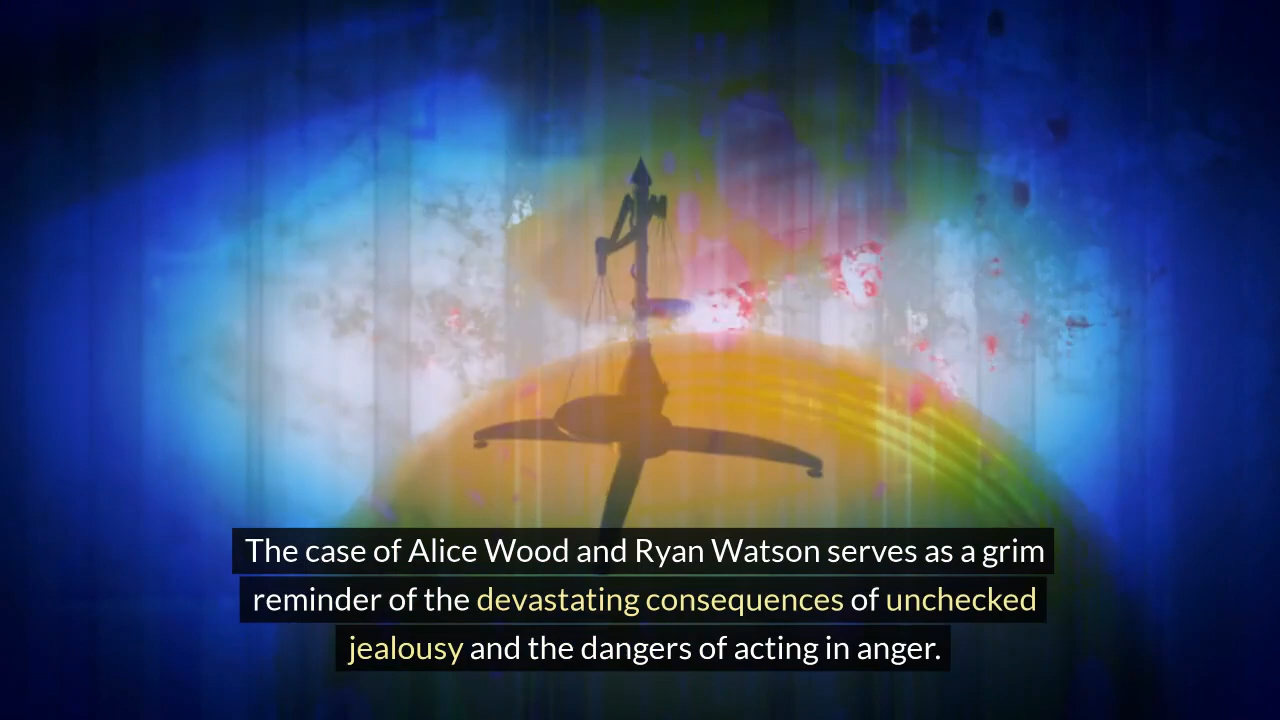 The case of Alice Wood and Ryan Watson serves as a grim
reminder of the devastating consequences of unchecked
jealousy and the dangers of acting in anger.